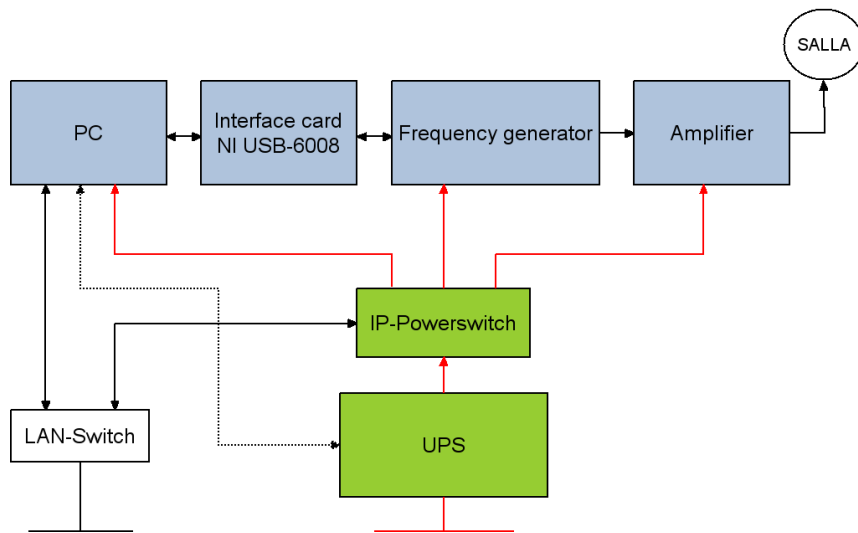 SALLA
PC
Interface card
NI USB-6008
Frequency generator
Amplifier
IP-Powerswitch
LAN-Switch
UPS